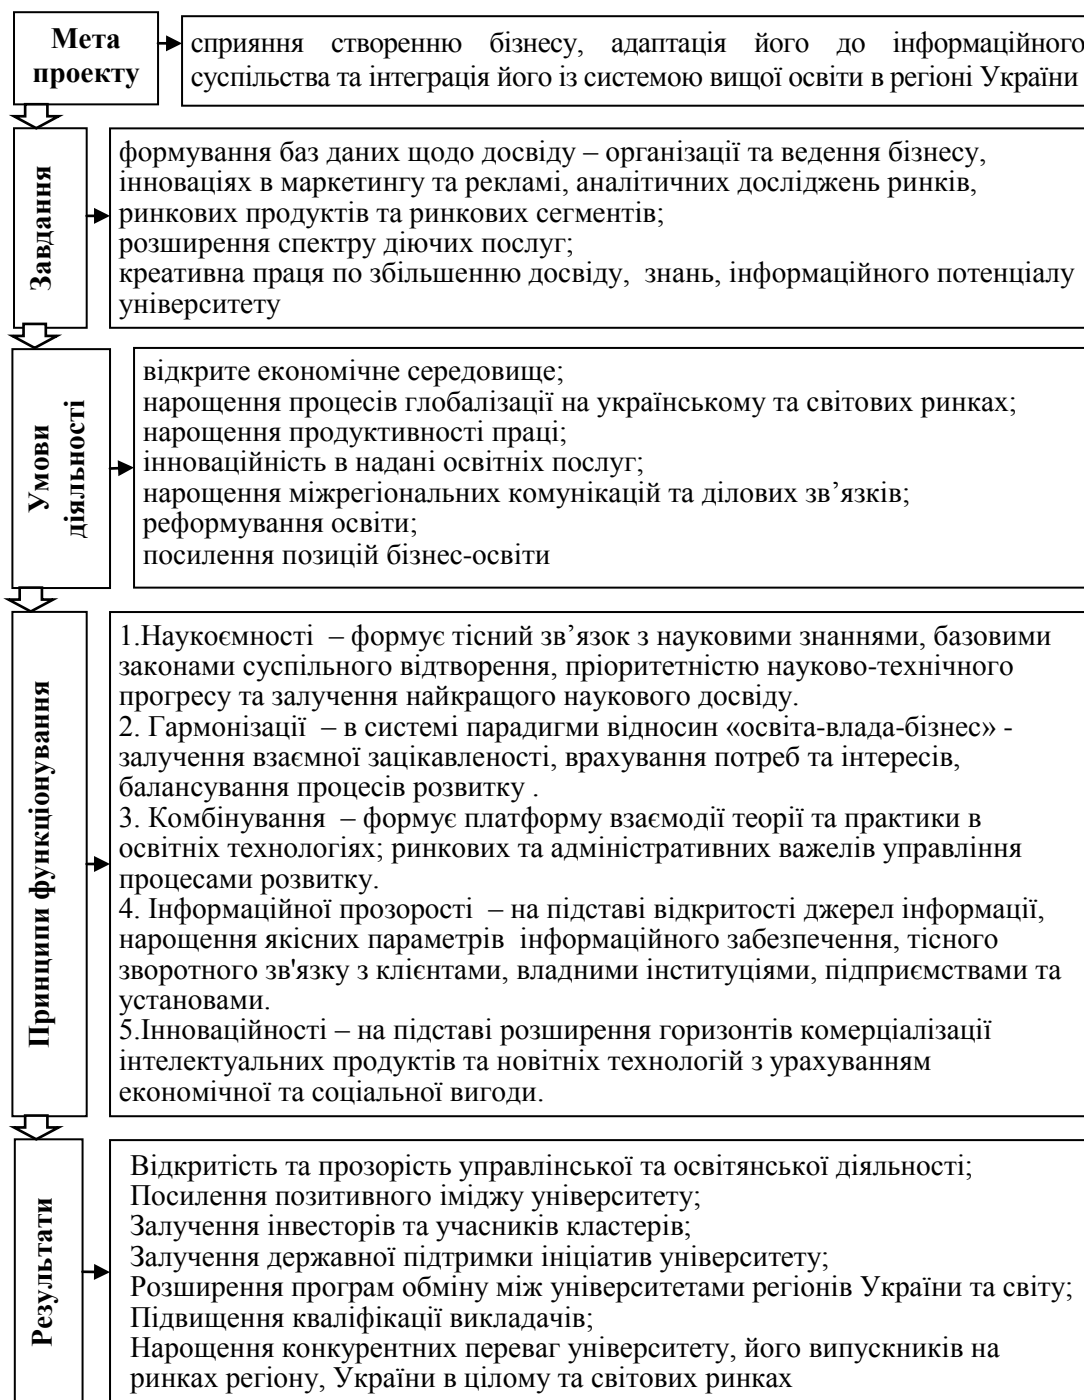 Мета
проекту
сприяння створенню бізнесу, адаптація його до інформаційного
суспільства та інтеграція його із системою вищої освіти в регіоні України
Завдання
формування баз даних щодо досвіду – організації та ведення бізнесу,
інноваціях в маркетингу та рекламі, аналітичних досліджень ринків,
ринкових продуктів та ринкових сегментів;
розширення спектру діючих послуг;
креативна праця по збільшенню досвіду, знань, інформаційного потенціалу
університету
Умови
діяльності
відкрите економічне середовище;
нарощення процесів глобалізації на українському та світових ринках;
нарощення продуктивності праці;
інноваційність в надані освітніх послуг;
нарощення міжрегіональних комунікацій та ділових зв’язків;
реформування освіти;
посилення позицій бізнес-освіти
Принципи функціонування
1.Наукоємності – формує тісний зв’язок з науковими знаннями, базовими
законами суспільного відтворення, пріоритетністю науково-технічного
прогресу та залучення найкращого наукового досвіду.
2. Гармонізації – в системі парадигми відносин «освіта-влада-бізнес» -
залучення взаємної зацікавленості, врахування потреб та інтересів,
балансування процесів розвитку .
3. Комбінування – формує платформу взаємодії теорії та практики в
освітніх технологіях; ринкових та адміністративних важелів управління
процесами розвитку.
4. Інформаційної прозорості – на підставі відкритості джерел інформації,
нарощення якісних параметрів інформаційного забезпечення, тісного
зворотного зв'язку з клієнтами, владними інституціями, підприємствами та
установами.
5.Інноваційності – на підставі розширення горизонтів комерціалізації
інтелектуальних продуктів та новітніх технологій з урахуванням
економічної та соціальної вигоди.
Результати
Відкритість та прозорість управлінської та освітянської діяльності;
Посилення позитивного іміджу університету;
Залучення інвесторів та учасників кластерів;
Залучення державної підтримки ініціатив університету;
Розширення програм обміну між університетами регіонів України та світу;
Підвищення кваліфікації викладачів;
Нарощення конкурентних переваг університету, його випускників на
ринках регіону, України в цілому та світових ринках